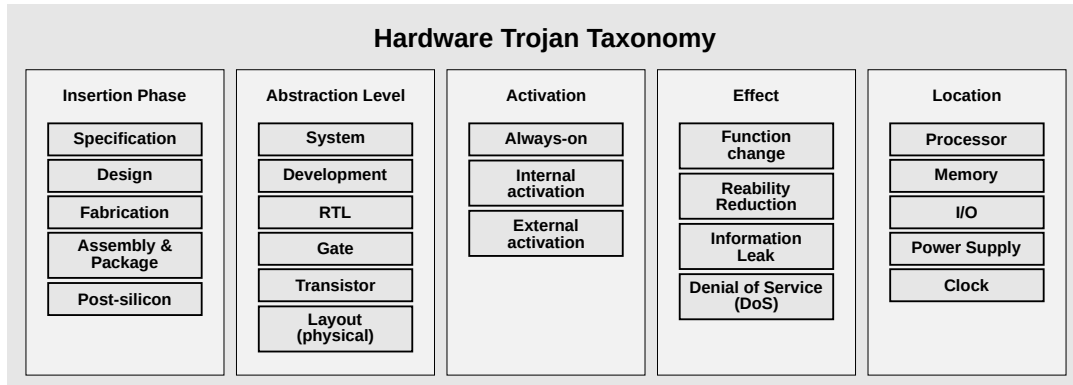 Hardware Trojan Taxonomy
Insertion Phase
Specification
Design
Fabrication
Assembly &
Package
Post-silicon
Abstraction Level
System
Development
RTL
Gate
Transistor
Layout
(physical)
Activation
Always-on
Internal
activation
External
activation
Effect
Function
change
Reability
Reduction
Information
Leak
Denial of Service
(DoS)
Location
Processor
Memory
I/O
Power Supply
Clock